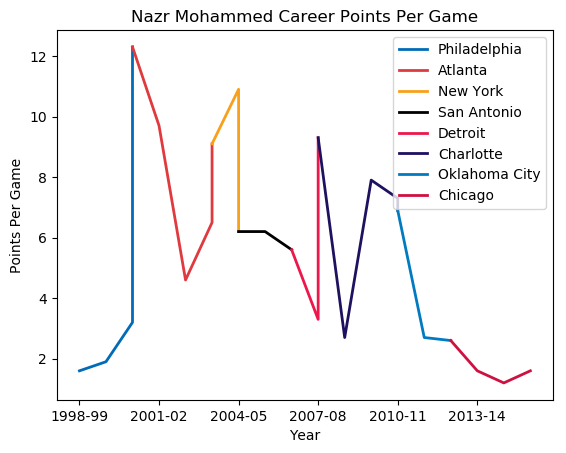 Nazr Mohammed Career Points Per Game
Points Per Game
12
10
8
6
4
2
Philadelphia
Atlanta
New York
San Antonio
Detroit
Charlotte
Oklahoma City
Chicago
1998-99 2001-02 2004-05 2007-08 2010-11 2013-14
Year